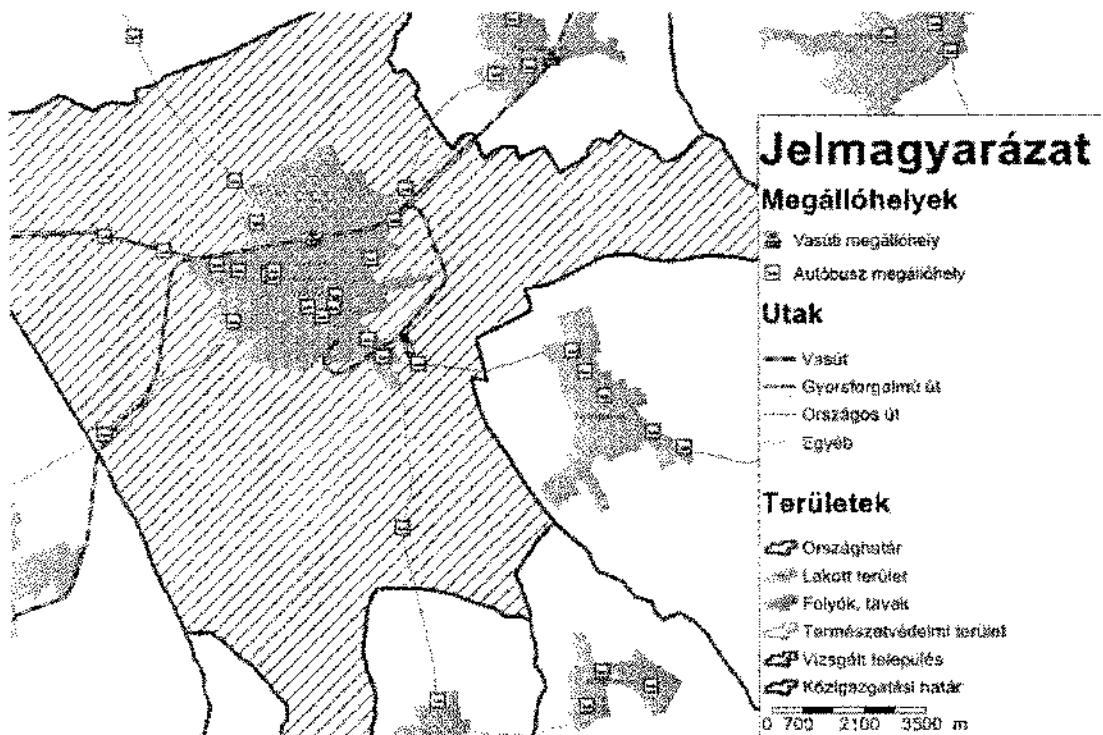 Jelmagyarázat
Megállóhelyek
Vasúti megállóhely
Autóbusz megállóhely
Utak
Vasút
Gyorsforgalmú út
Országos út
Egyéb
Területek
Országhatár
Lakott terület
Folyók, tavak
Természetvédelmi terület
Vizsgált település
Közigazgatási határ
0 700 2100 3500 m